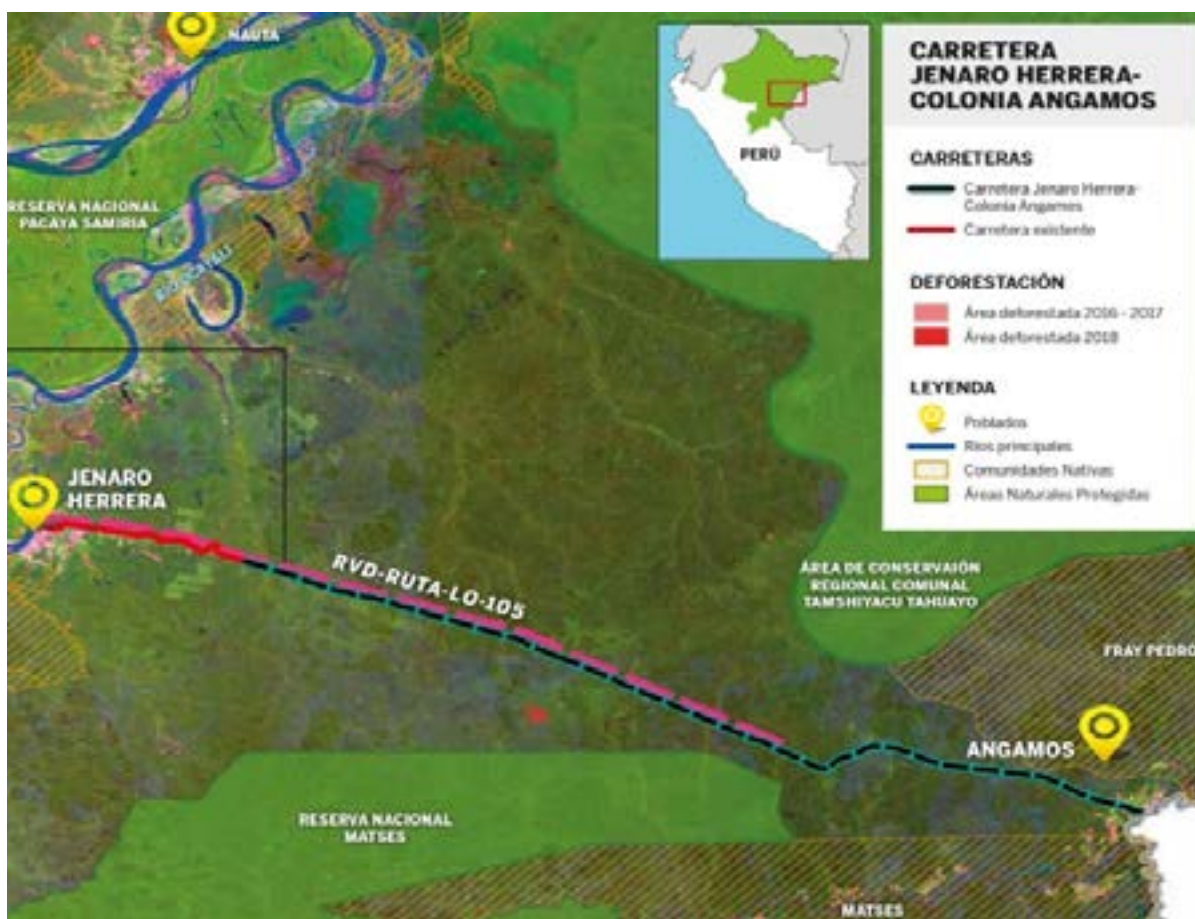 NAUTA
RESERVA NACIONAL
PACAYA SAMIRIA
RÍO UCAYALI
JENARO
HERRERA
RVD-RUTA-LO-105
ÁREA DE CONSERVAIÓN
REGIONAL COMUNAL
TAMSHIYACU TAHUAYO
FRAY PEDRO
ANGAMOS
RESERVA NACIONAL
MATSES
MATSES
PERÚ
CARRETERA
JENARO HERRERA-
COLONIA ANGAMOS
CARRETERAS
Carretera Jenaro Herrera-
Colonia Angamos
Carretera existente
DEFORESTACIÓN
Área deforestada 2016 - 2017
Área deforestada 2018
LEYENDA
Poblados
Ríos principales
Comunidades Nativas
Áreas Naturales Protegidas